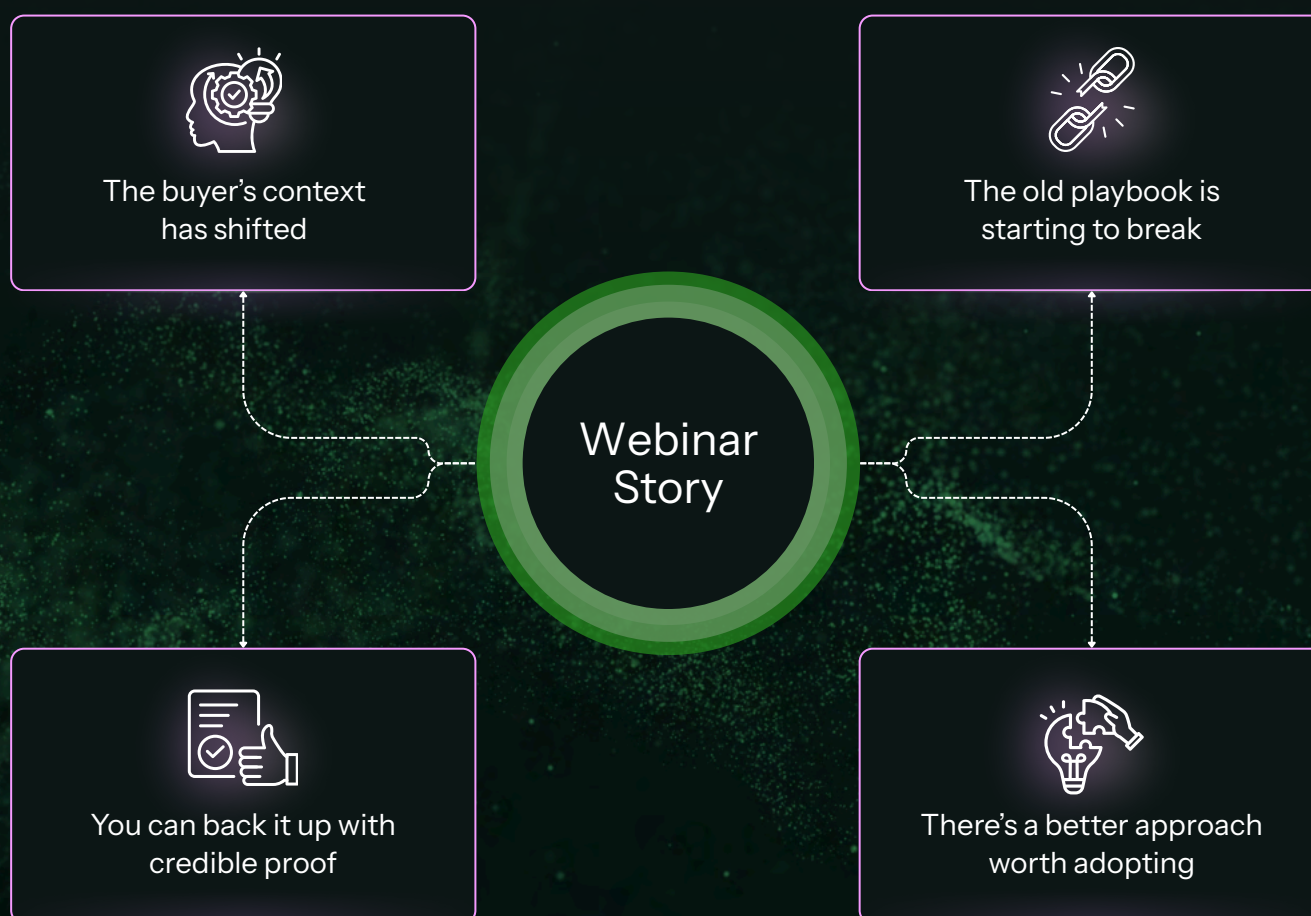 The buyer’s context
has shifted
The old playbook is
starting to break
Webinar
Story
You can back it up with
credible proof
There’s a better approach
worth adopting